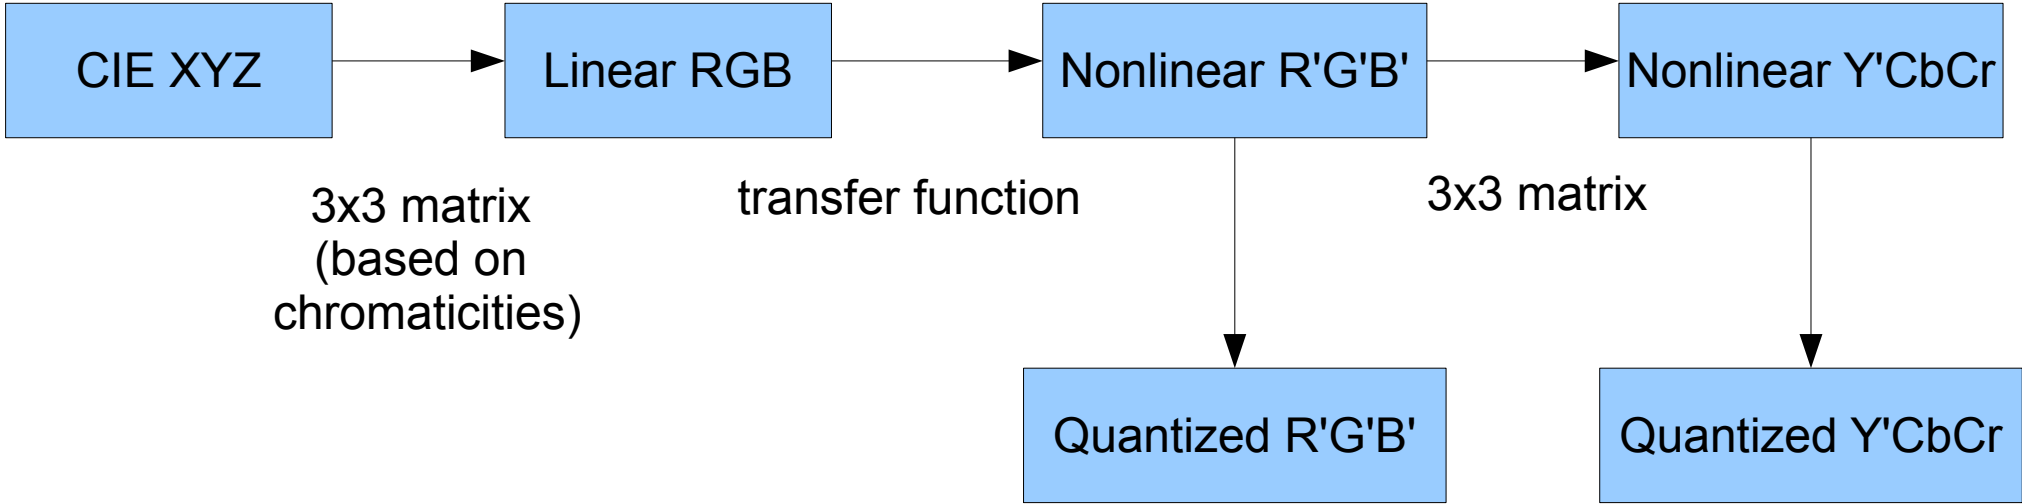 CIE XYZ
Linear RGB
Nonlinear R'G'B'
Nonlinear Y'CbCr
3x3 matrix
(based on
chromaticities)
transfer function
3x3 matrix
Quantized R'G'B'
Quantized Y'CbCr